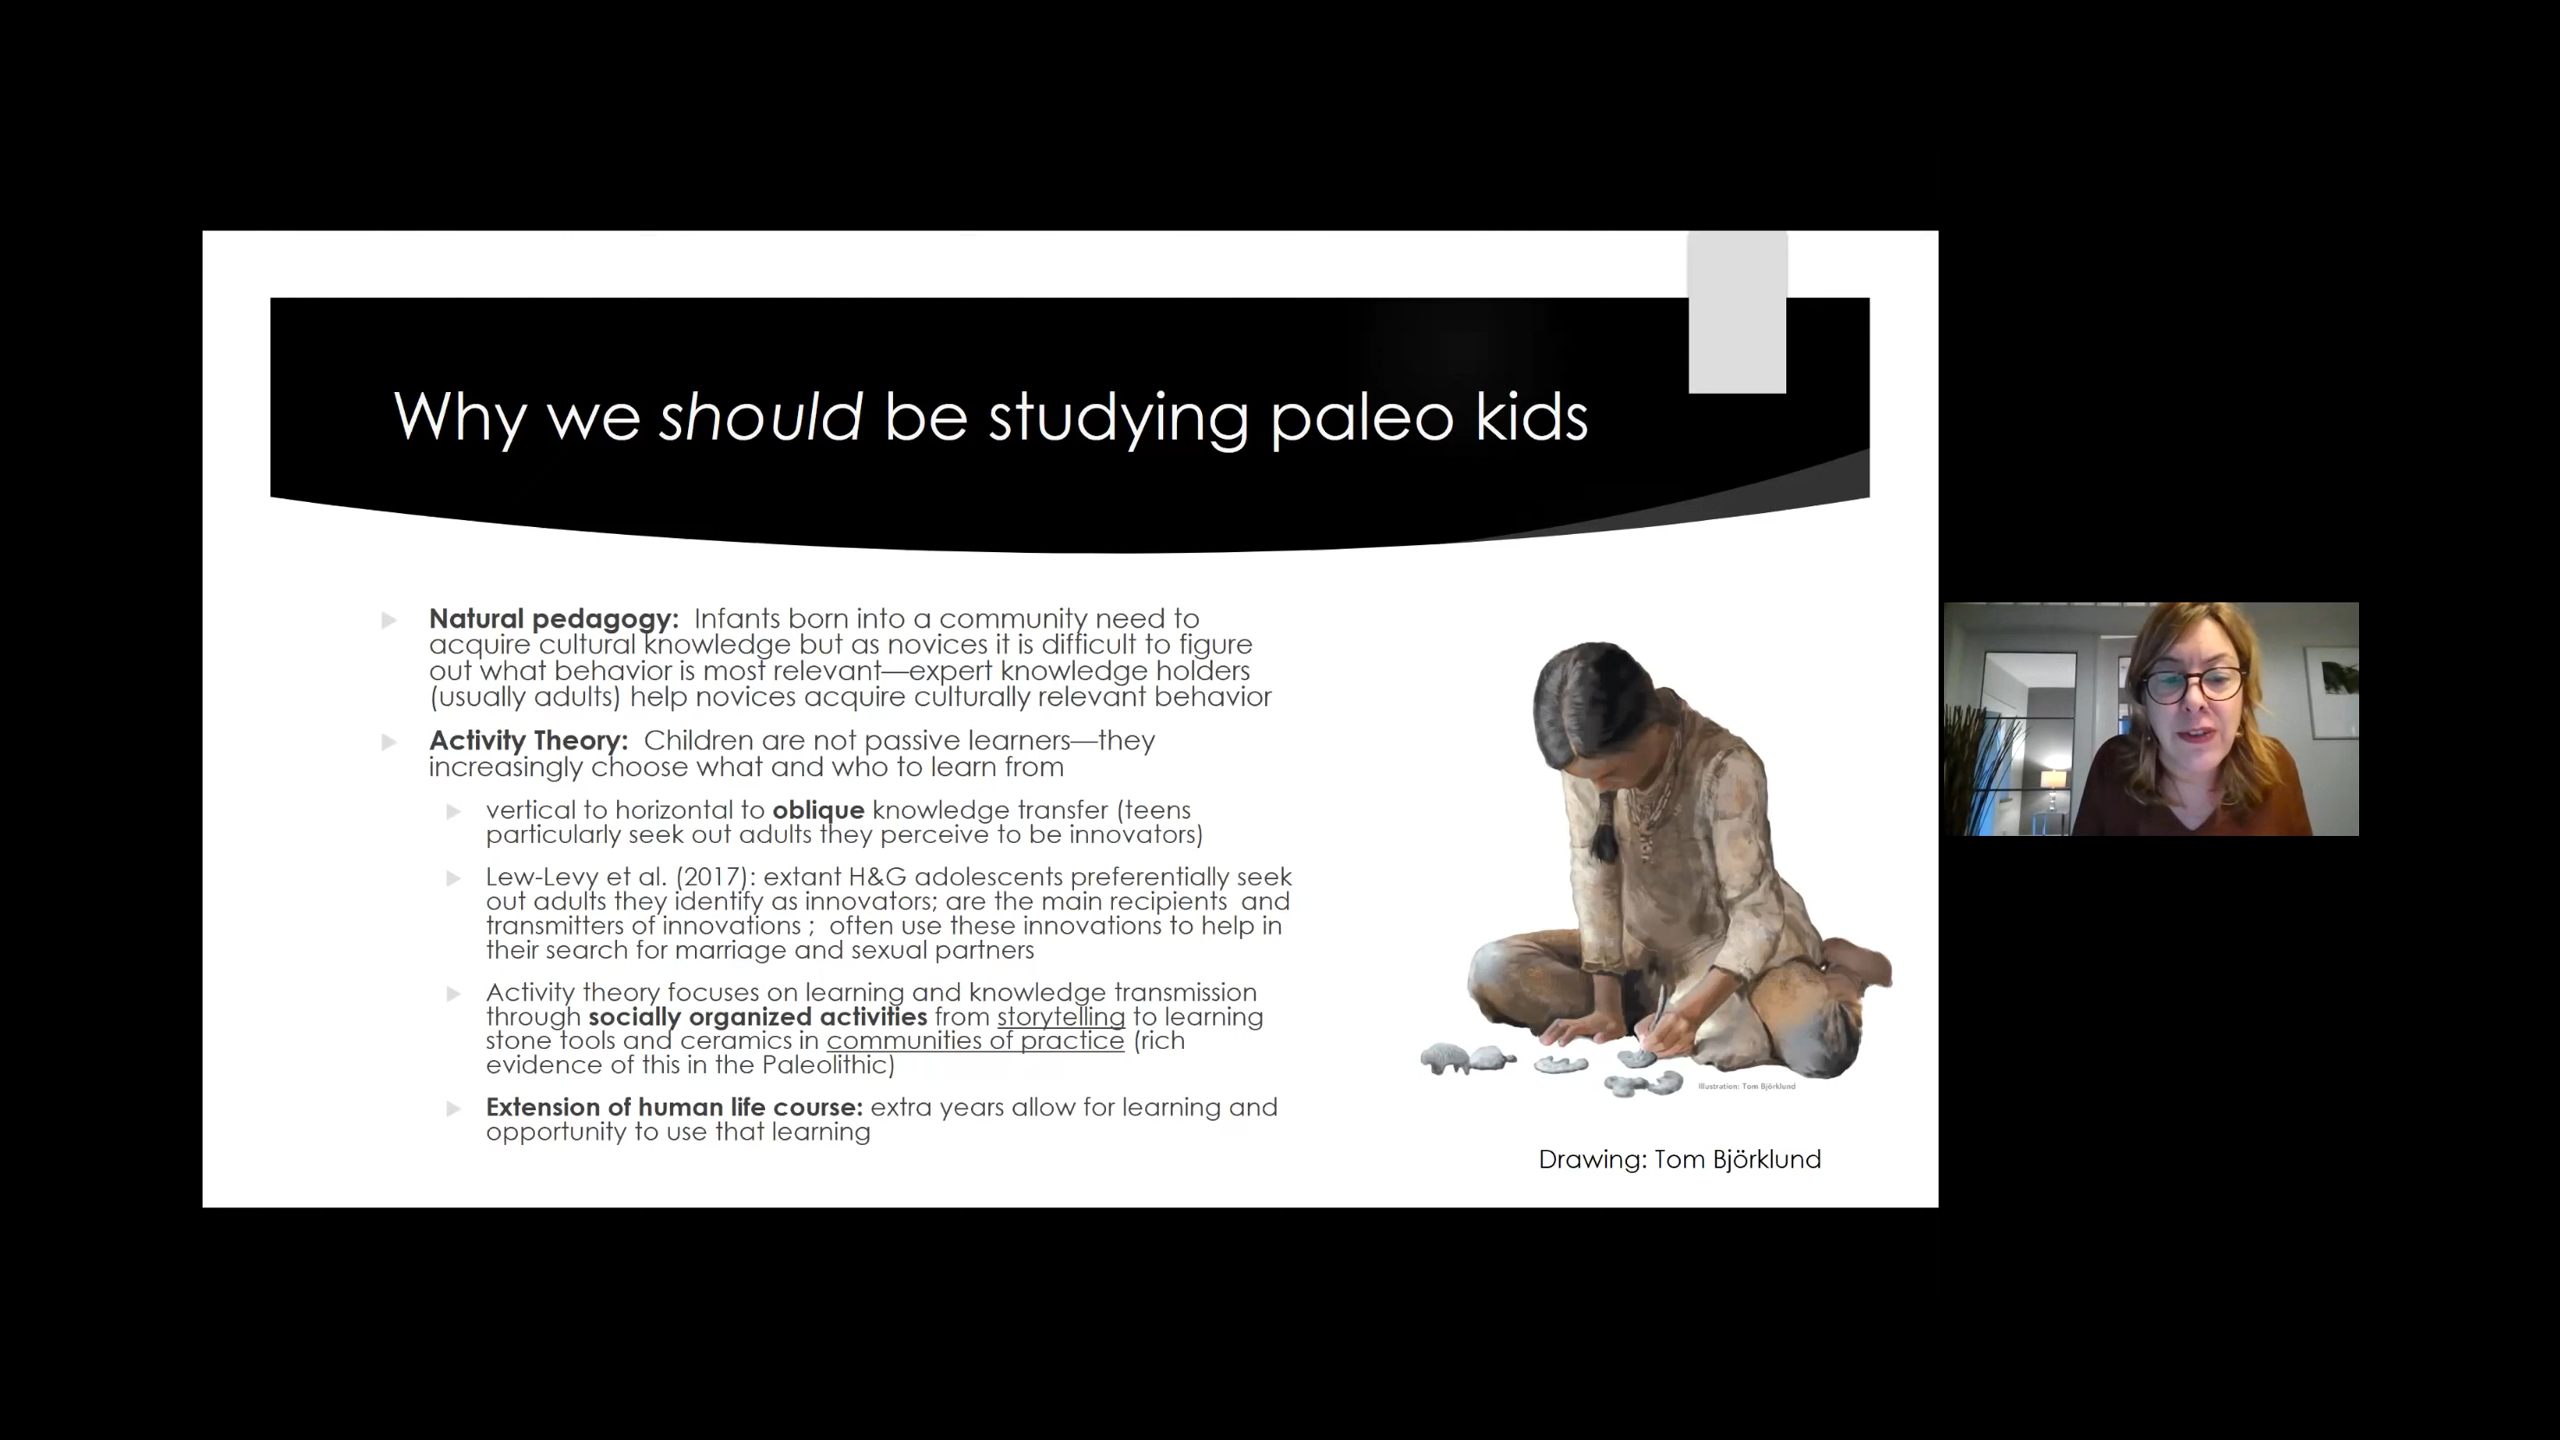 Why we should be studying paleo kids
Natural pedagogy: Infants born into a community need to
acquire cultural knowledge but as novices it is difficult to figure
out what behavior is most relevant—expert knowledge holders
(usually adults) help novices acquire culturally relevant behavior
Activity Theory: Children are not passive learners—they
increasingly choose what and who to learn from
vertical to horizontal to oblique knowledge transfer (teens
particularly seek out adults they perceive to be innovators)
Lew-Levy et al. (2017): extant H&G adolescents preferentially seek
out adults they identify as innovators; are the main recipients and
transmitters of innovations ; often use these innovations to help in
their search for marriage and sexual partners
Activity theory focuses on learning and knowledge transmission
through socially organized activities from storytelling to learning
stone tools and ceramics in communities of practice (rich
evidence of this in the Paleolithic)
Extension of human life course: extra years allow for learning and
opportunity to use that learning
Illustration: Tom Björklund
Drawing: Tom Björklund